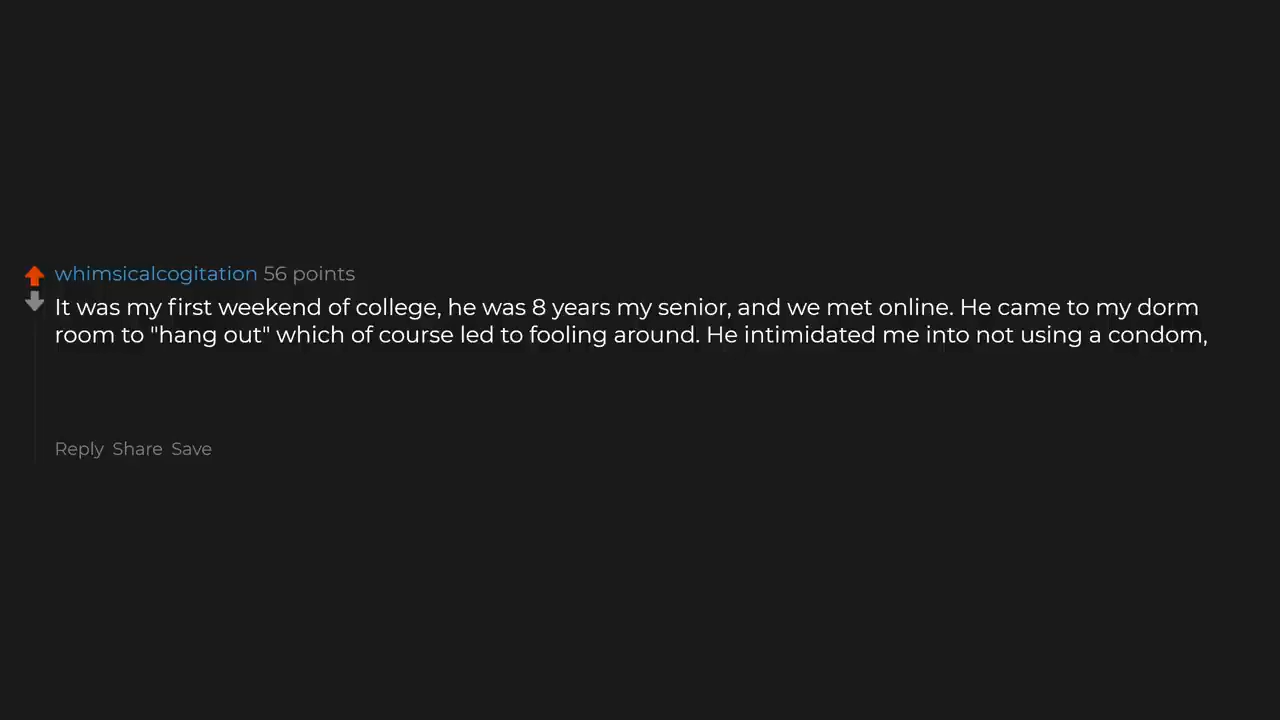 whimsicalcogitation 56 points
It was my first weekend of college, he was 8 years my senior, and we met online. He came to my dorm
room to "hang out" which of course led to fooling around. He intimidated me into not using a condom,
Reply Share Save